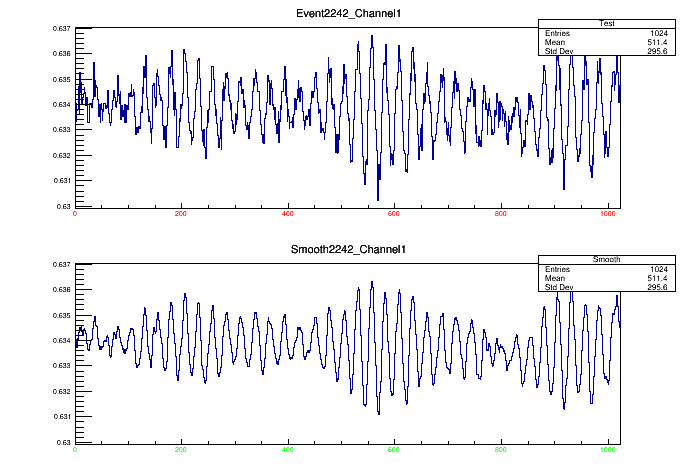 Event2242_Channel1
Test
Entries 1024
Mean 511.4
Std Dev 295.6
0.637
0.636
0.635
0.634
0.633
0.632
0.631
0.63
0 200 400 600 800 1000
Smooth2242_Channel1
Smooth
Entries 1024
Mean 511.4
Std Dev 295.6
0.637
0.636
0.635
0.634
0.633
0.632
0.631
0.63
0 200 400 600 800 1000